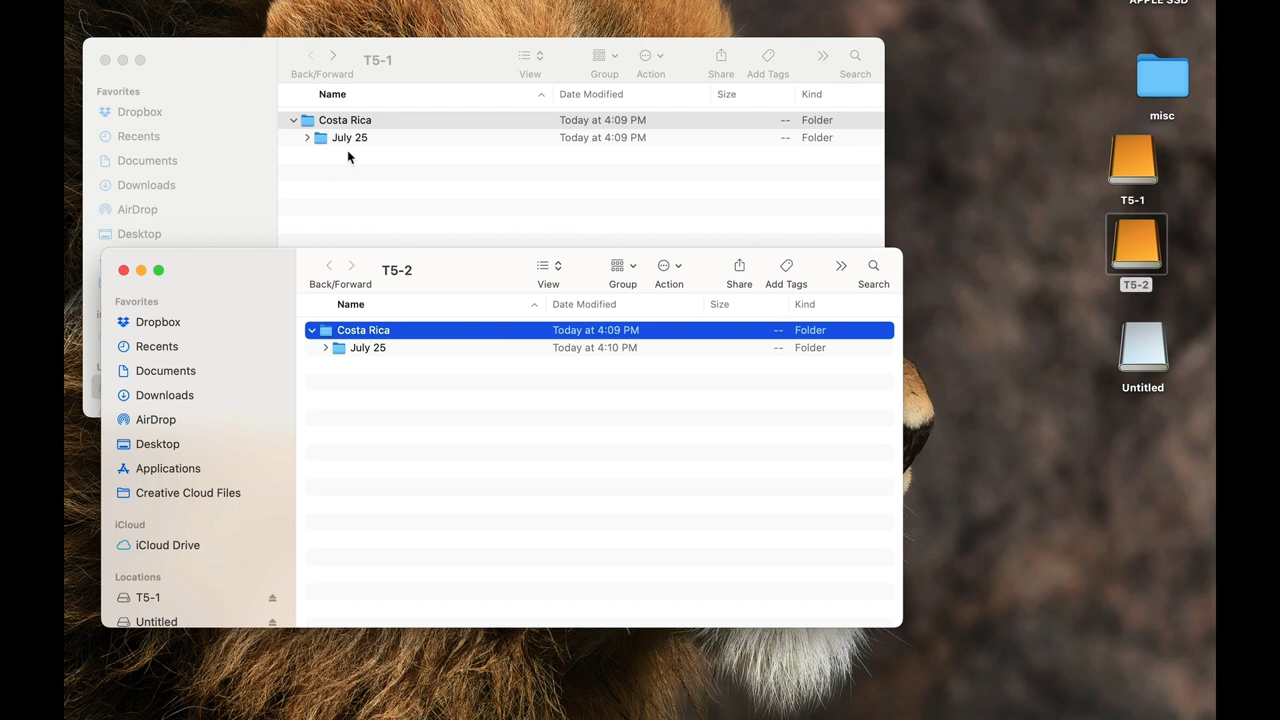 APPLE SSD
T5-1
Back/Forward
View
Group
Action
Share
Add Tags
Search
Favorites
Dropbox
Recents
Documents
Downloads
AirDrop
Desktop
Name
Date Modified
Size
Kind
Costa Rica Today at 4:09 PM -- Folder
July 25 Today at 4:09 PM -- Folder
T5-2
Back/Forward
View
Group
Action
Share
Add Tags
Search
Favorites
Dropbox
Recents
Documents
Downloads
AirDrop
Desktop
Applications
Creative Cloud Files
iCloud
iCloud Drive
Locations
T5-1
Untitled
Name
Date Modified
Size
Kind
Costa Rica Today at 4:09 PM -- Folder
July 25 Today at 4:10 PM -- Folder
misc
T5-1
T5-2
Untitled